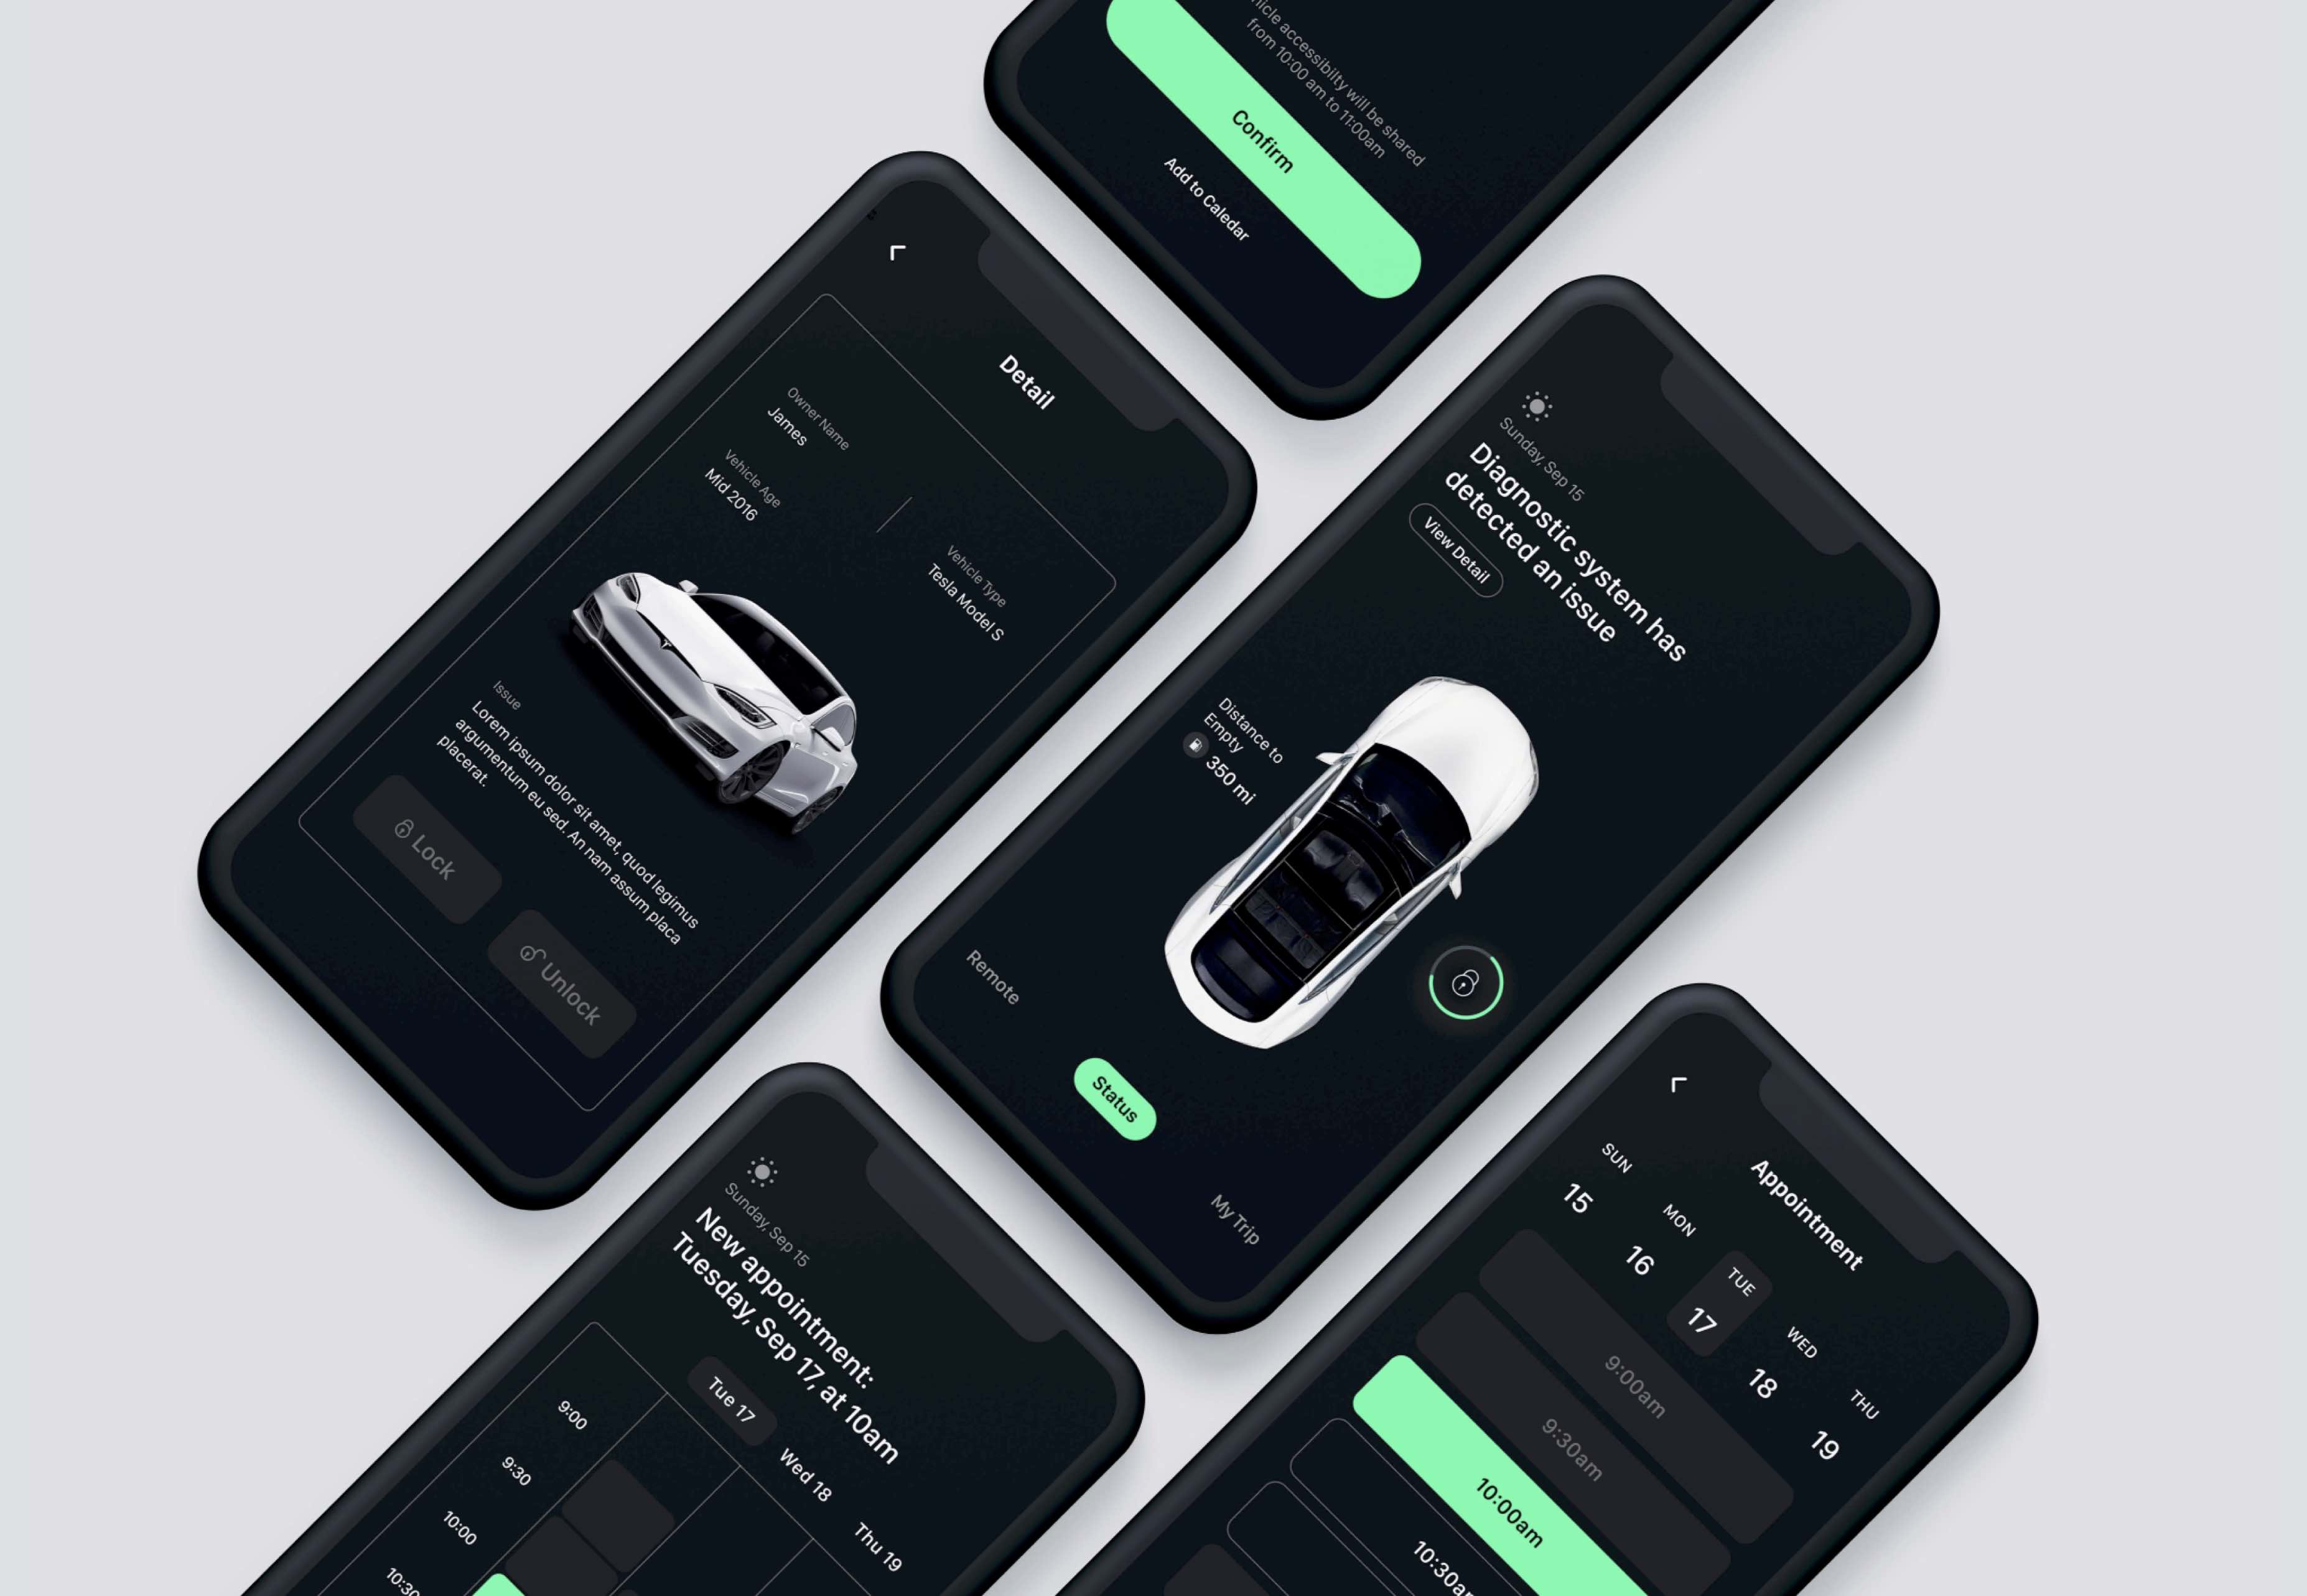 from 10:00 am to 11:00am
accessibilty will be shared
Confirm
Add to Caledar
Detail
Owner Name
James
Vehicle Age
Mid 2016
Vehicle Type
Tesla Model S
Issue
Lorem ipsum dolor sit amet, quod legimus
argumentum eu sed. An nam assum placa
placerat.
Lock
Unlock
Sunday, Sep 15
Diagnostic system has
detected an issue
View Detail
Distance to
Empty
350 mi
Remote
Status
My Trip
Sunday, Sep 15
New appointment:
Tuesday, Sep 17, at 10am
Tue 17
Wed 18
Thu 19
9:00
9:30
10:00
10:30
Appointment
SUN
15
MON
16
TUE
17
WED
18
THU
19
9:00am
9:30am
10:00am